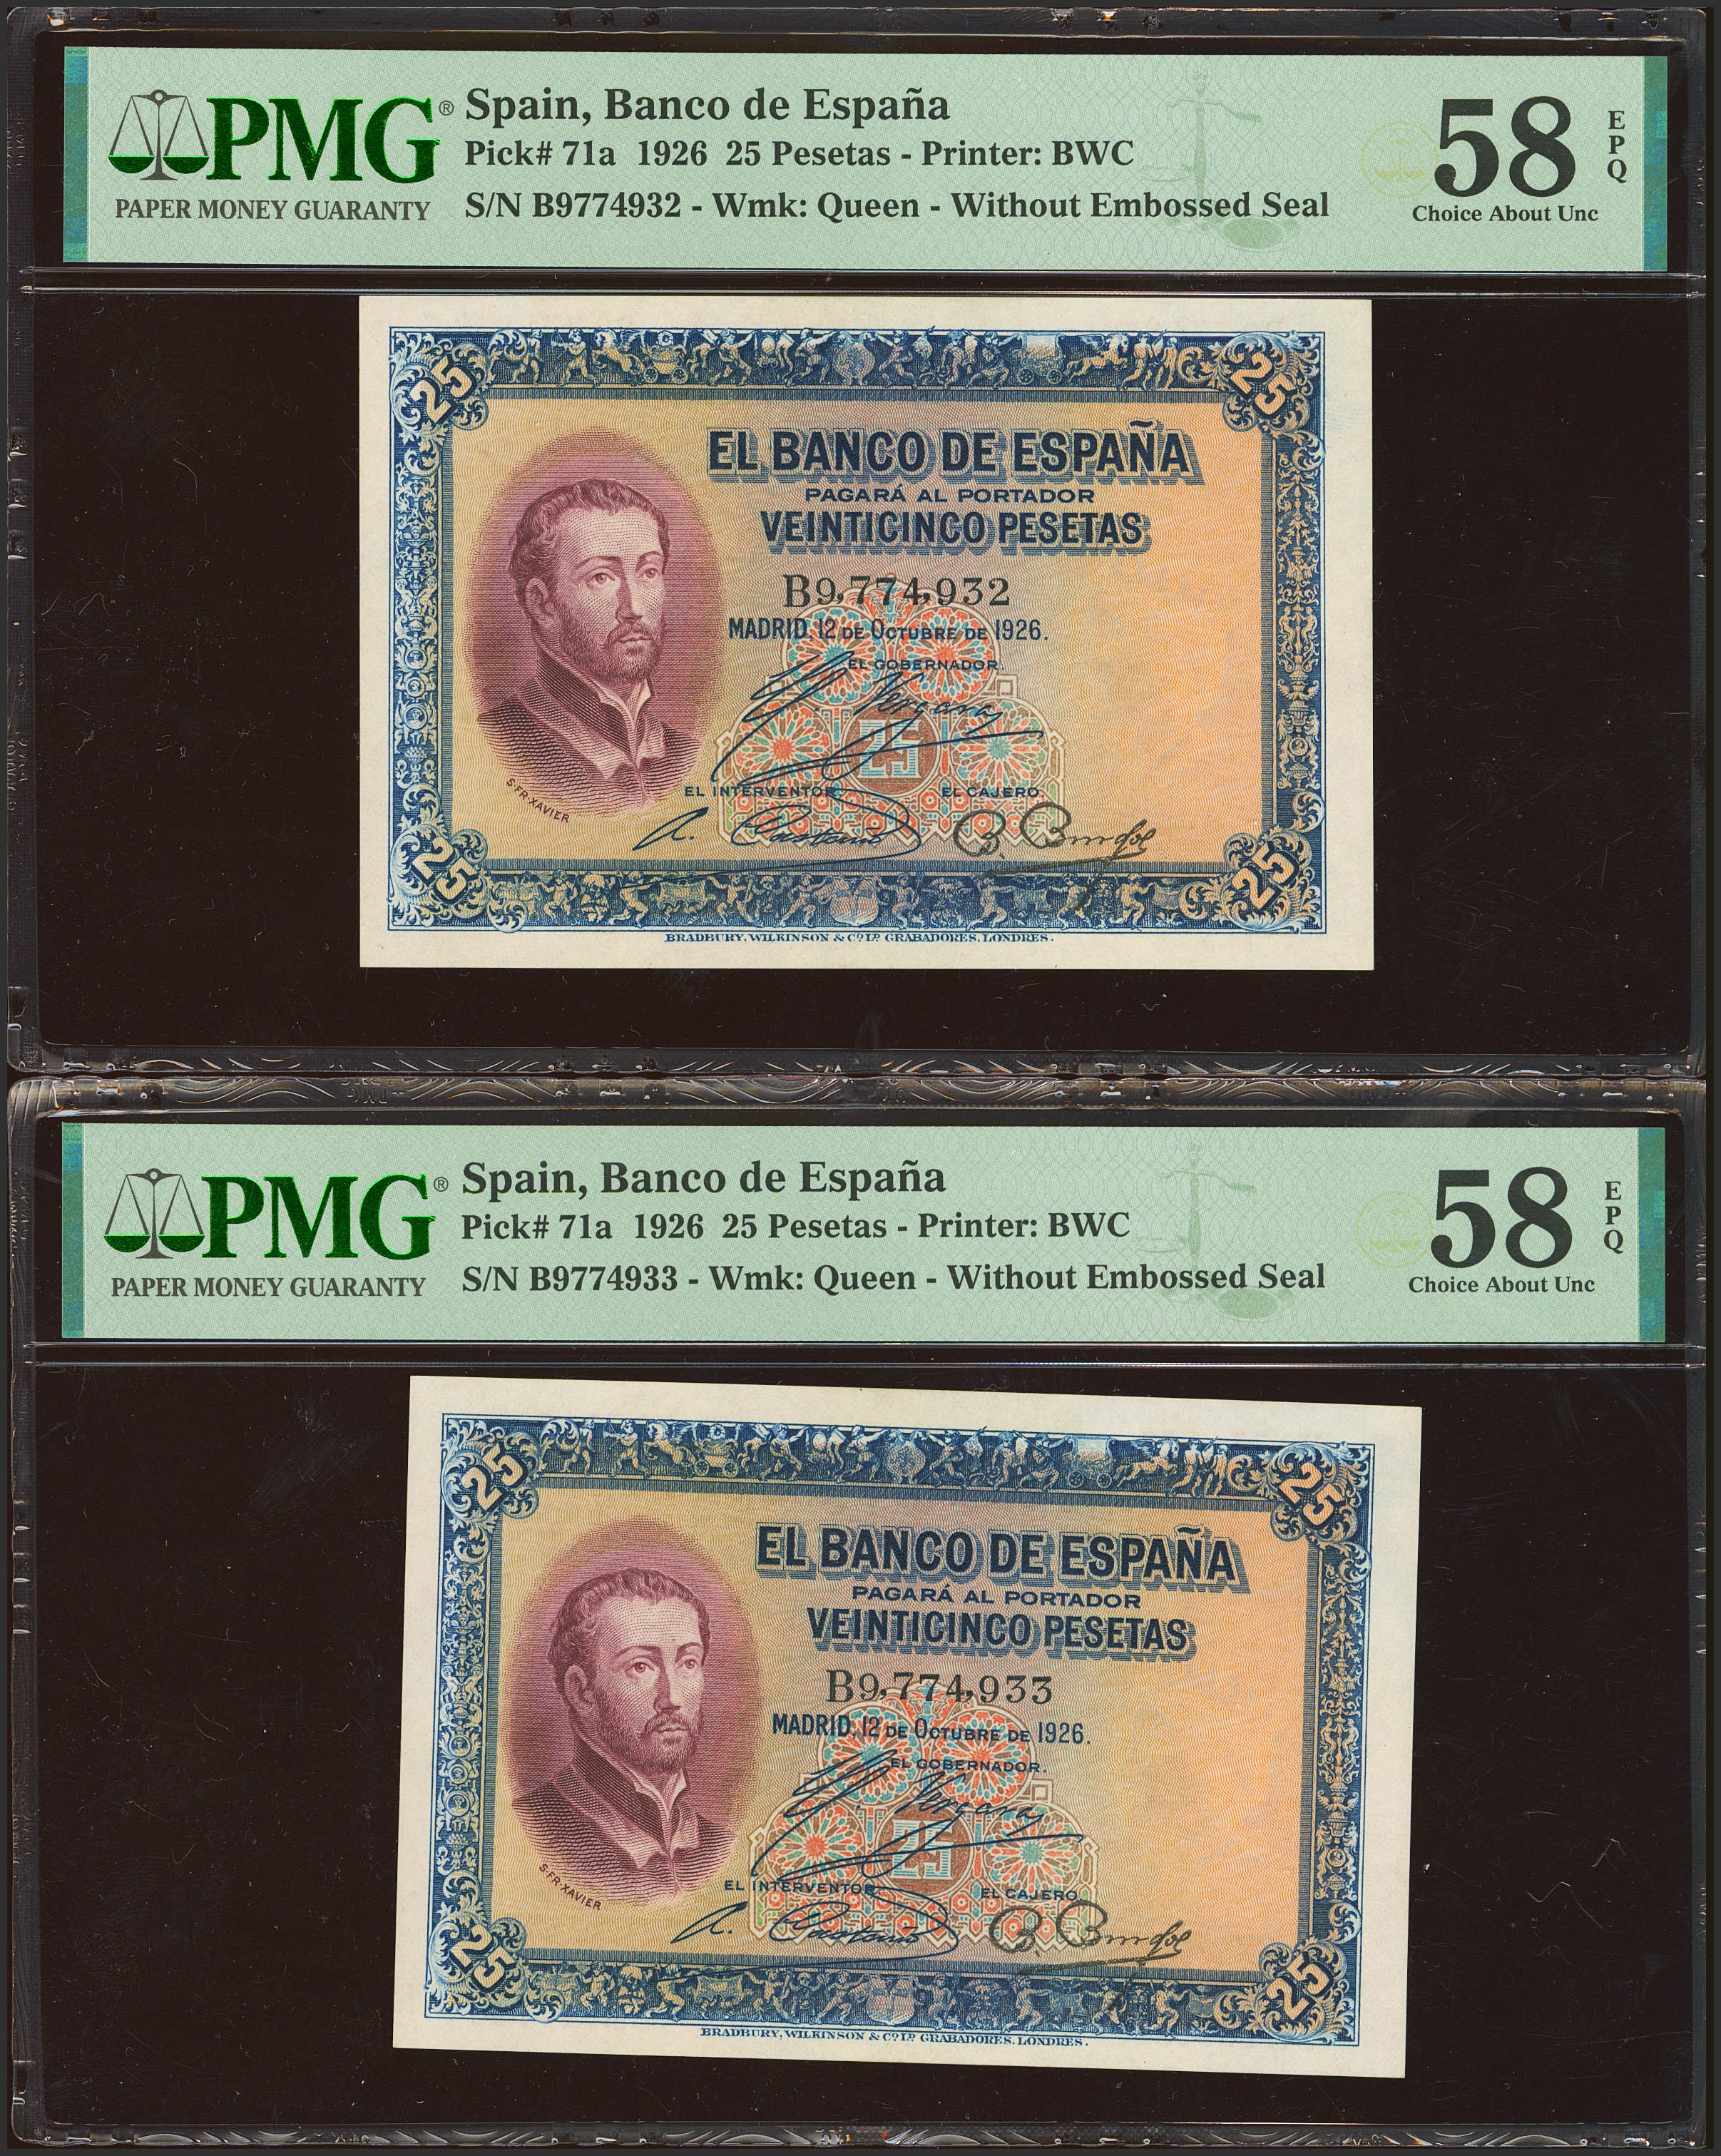 PMG®
PAPER MONEY GUARANTY
Spain, Banco de España
Pick# 71a 1926 25 Pesetas - Printer: BWC
S/N B9774932 - Wmk: Queen - Without Embossed Seal
58
EPQ
Choice About Unc
25
25
EL BANCO DE ESPAÑA
PAGARÁ AL PORTADOR
VEINTICINCO PESETAS
B9,774,932
MADRID, 12 DE OCTUBRE DE 1926.
EL GOBERNADOR.
Vergara
25
S. FR. XAVIER
EL INTERVENTOR
EL CAJERO
25
25
BRADBURY, WILKINSON & Cº Lº GRABADORES, LONDRES.
PMG®
PAPER MONEY GUARANTY
Spain, Banco de España
Pick# 71a 1926 25 Pesetas - Printer: BWC
S/N B9774933 - Wmk: Queen - Without Embossed Seal
58
EPQ
Choice About Unc
25
25
EL BANCO DE ESPAÑA
PAGARÁ AL PORTADOR
VEINTICINCO PESETAS
B9,774,933
MADRID, 12 DE OCTUBRE DE 1926.
EL GOBERNADOR.
Vergara
25
S. FR. XAVIER
EL INTERVENTOR
EL CAJERO
25
25
BRADBURY, WILKINSON & Cº Lº GRABADORES, LONDRES.